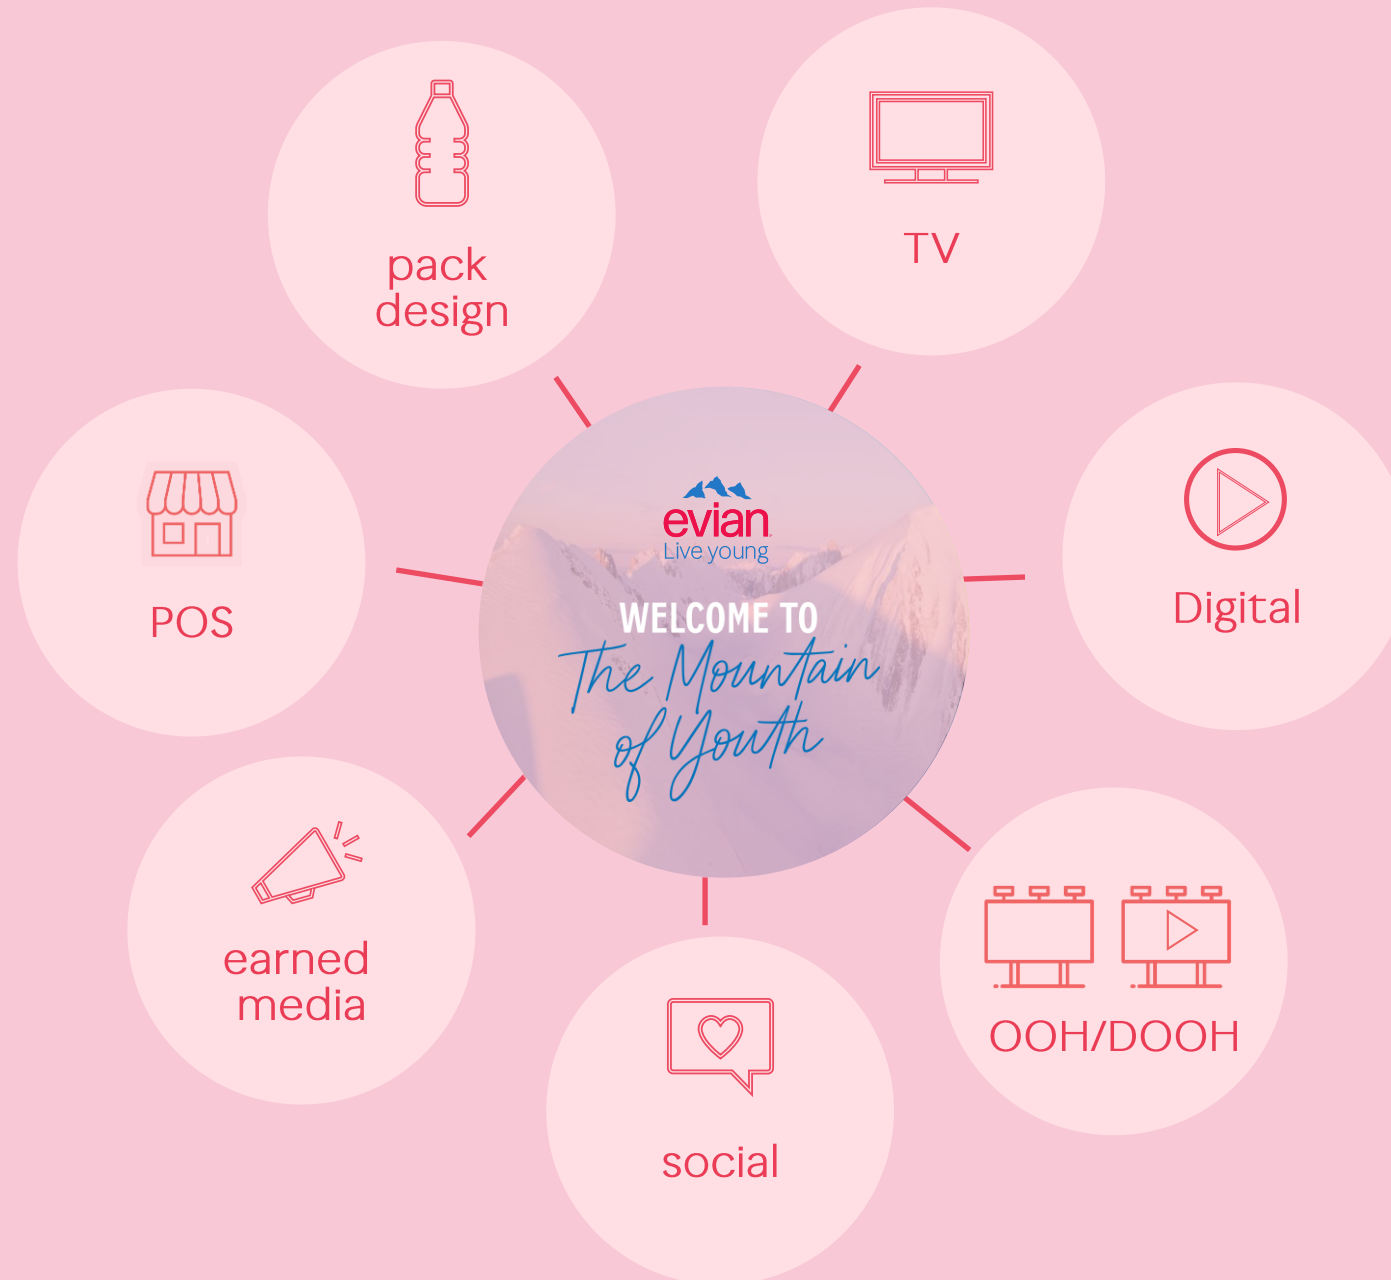 pack
design
TV
POS
evian
Live young
WELCOME TO
The Mountain
of Youth
Digital
earned
media
social
OOH/DOOH